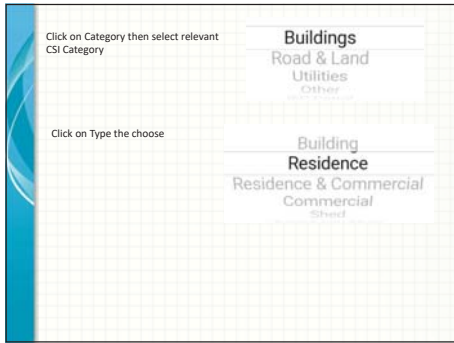 Click on Category then select relevant
CSI Category
Buildings
Road & Land
Utilities
Other
Click on Type the choose
Building
Residence
Residence & Commercial
Commercial
Shed